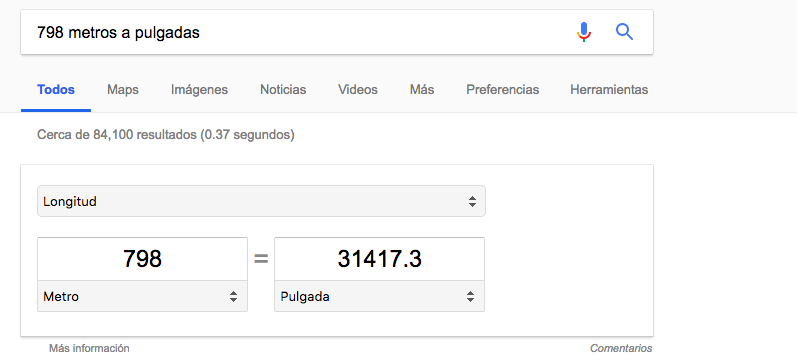 798 metros a pulgadas
Todos Maps Imágenes Noticias Videos Más Preferencias Herramientas
Cerca de 84,100 resultados (0.37 segundos)
Longitud
798 = 31417.3
Metro Pulgada
Más información Comentarios